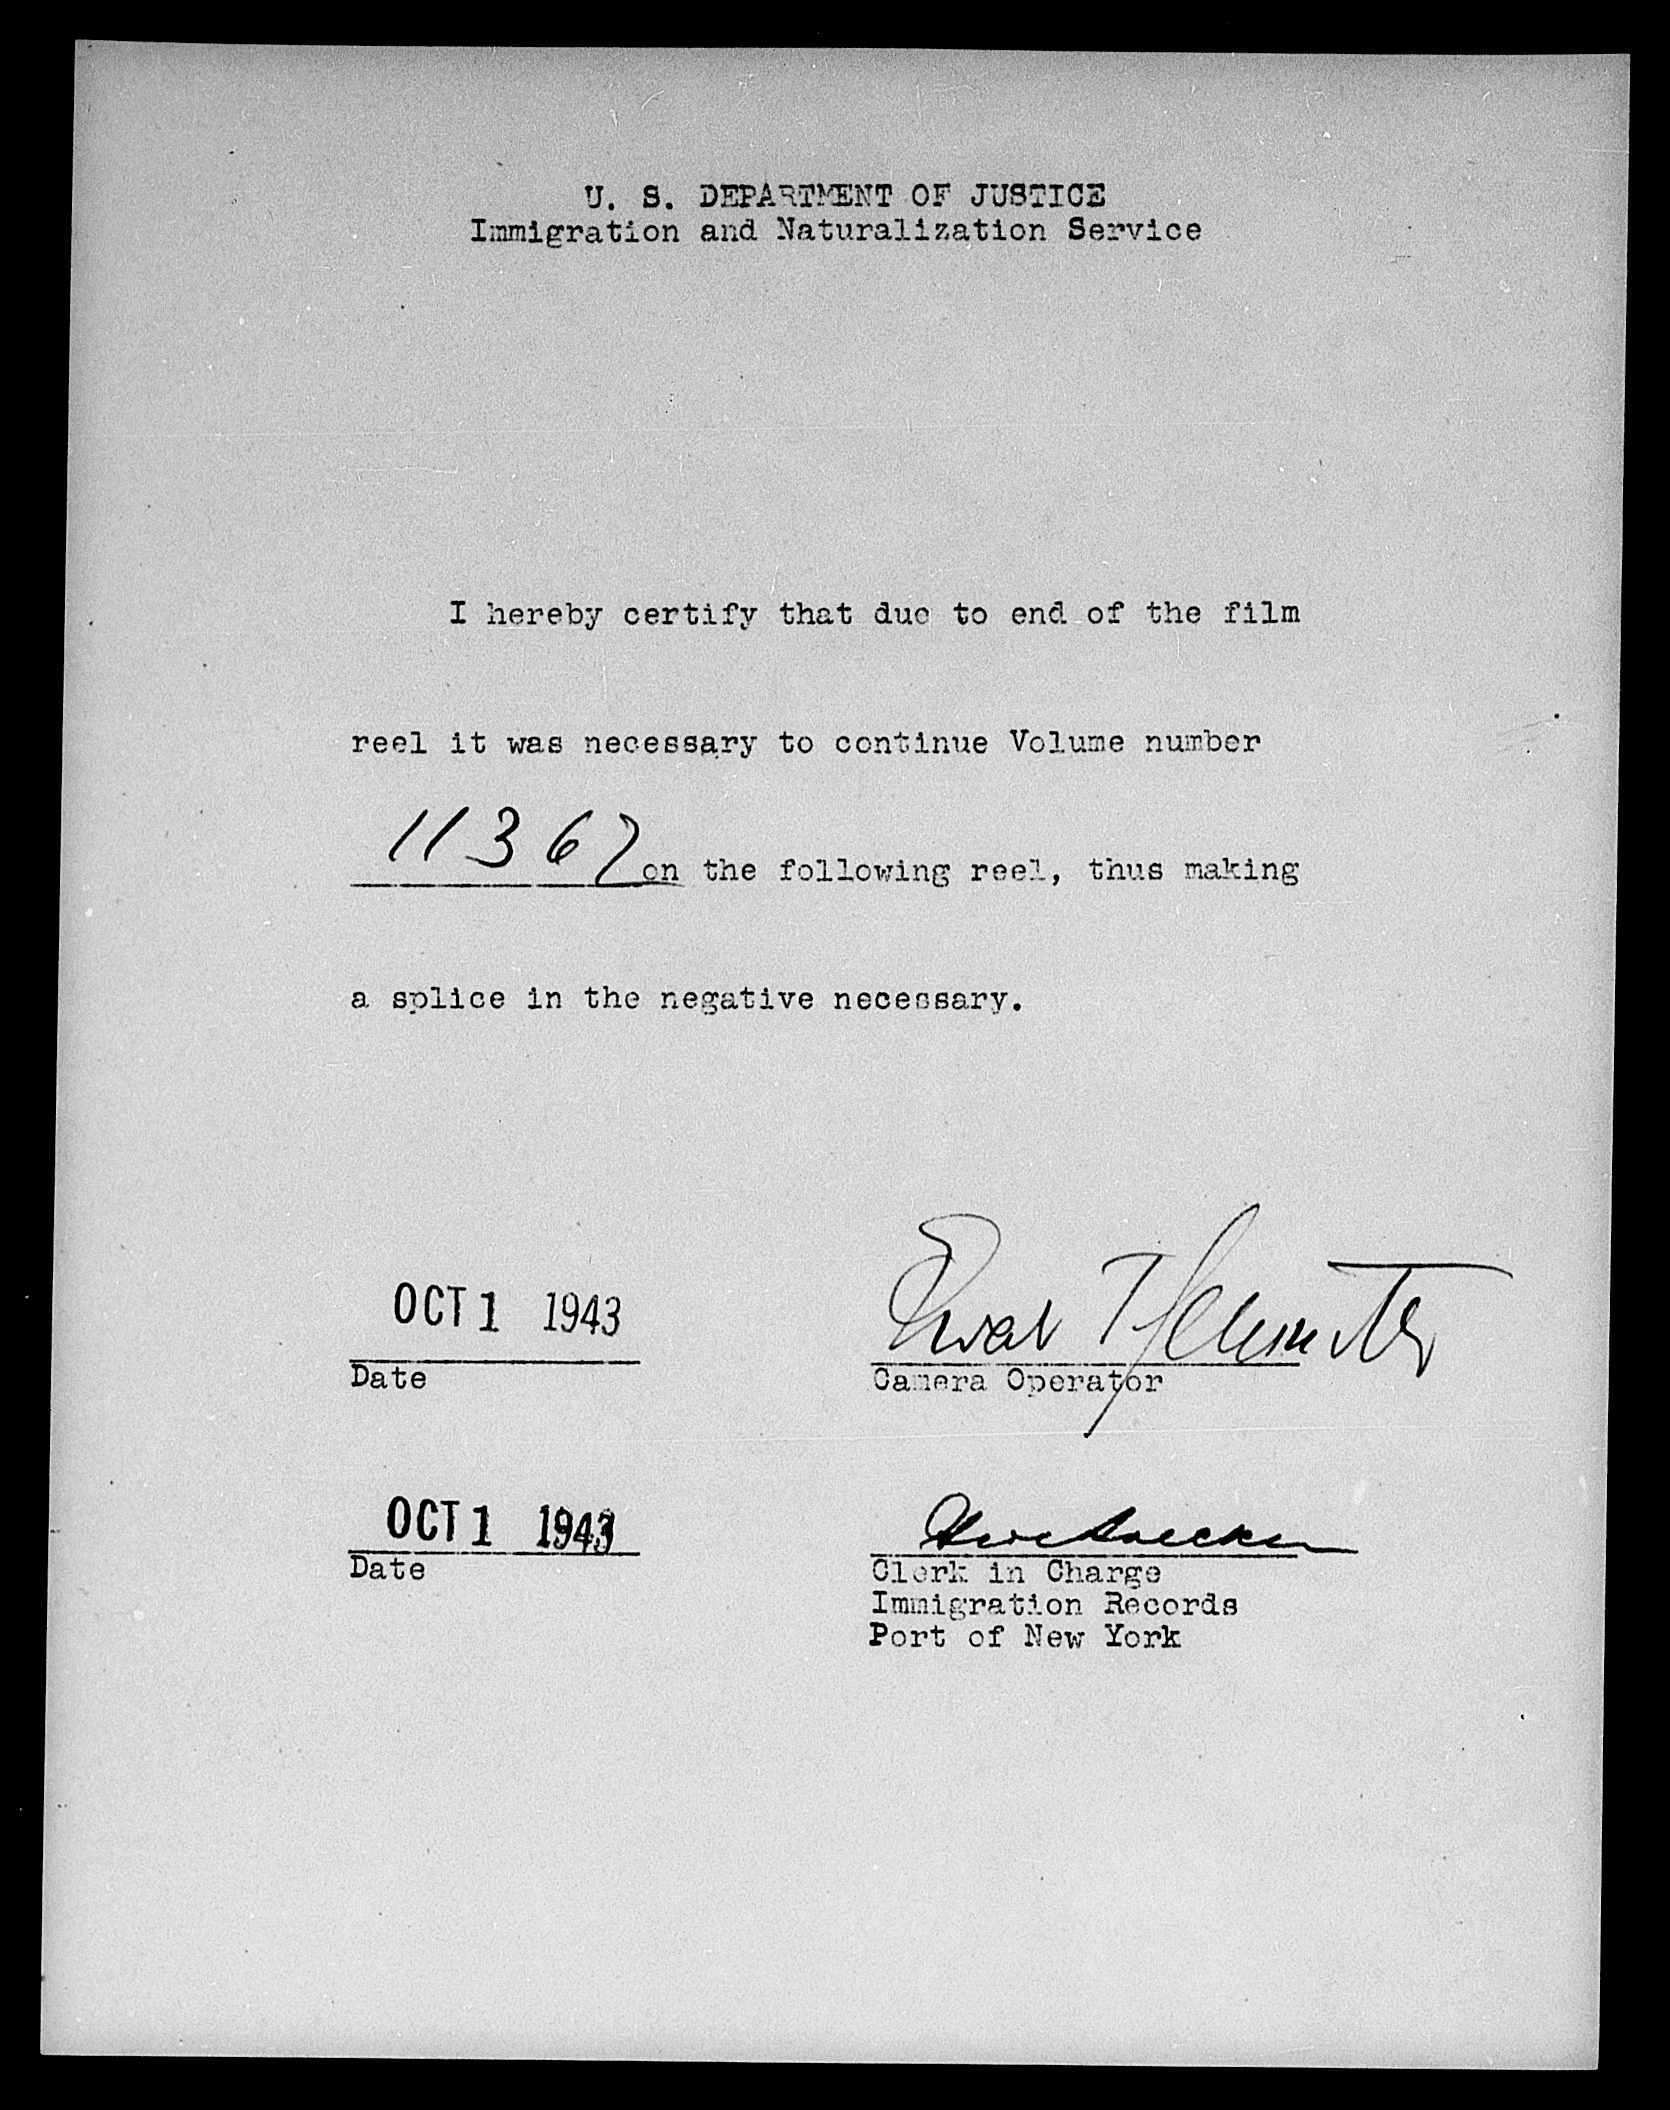 U. S. DEPARTMENT OF JUSTICE
Immigration and Naturalization Service
I hereby certify that due to end of the film
reel it was necessary to continue Volume number
11367 on the following reel, thus making
a splice in the negative necessary.
OCT 1 1943
Date
Camera Operator
OCT 1 1943
Date
Clerk in Charge
Immigration Records
Port of New York